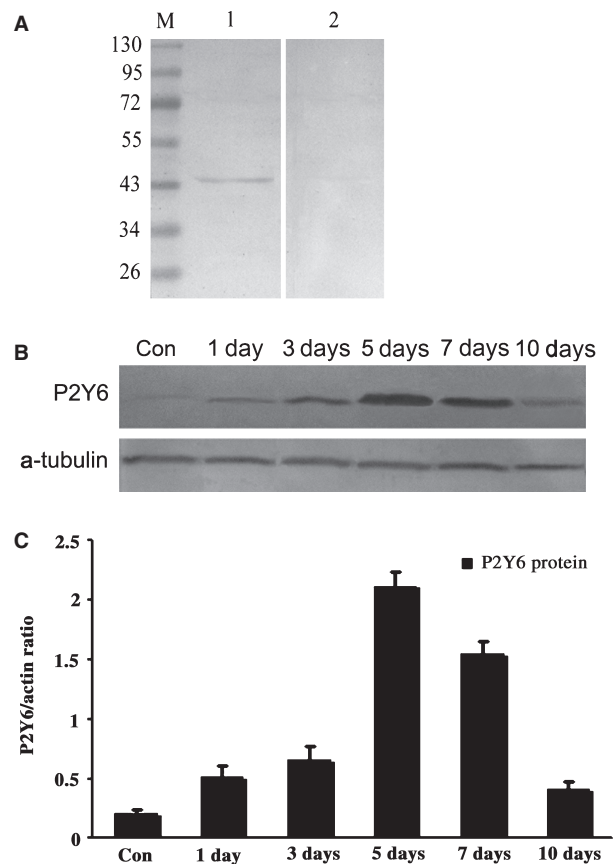 A
M 1 2
130
95
72
55
43
34
26
B
Con 1 day 3 days 5 days 7 days 10 days
P2Y6
a-tubulin
C
2.5
2
1.5
1
0.5
0
P2Y6/actin ratio
P2Y6 protein
Con 1 day 3 days 5 days 7 days 10 days